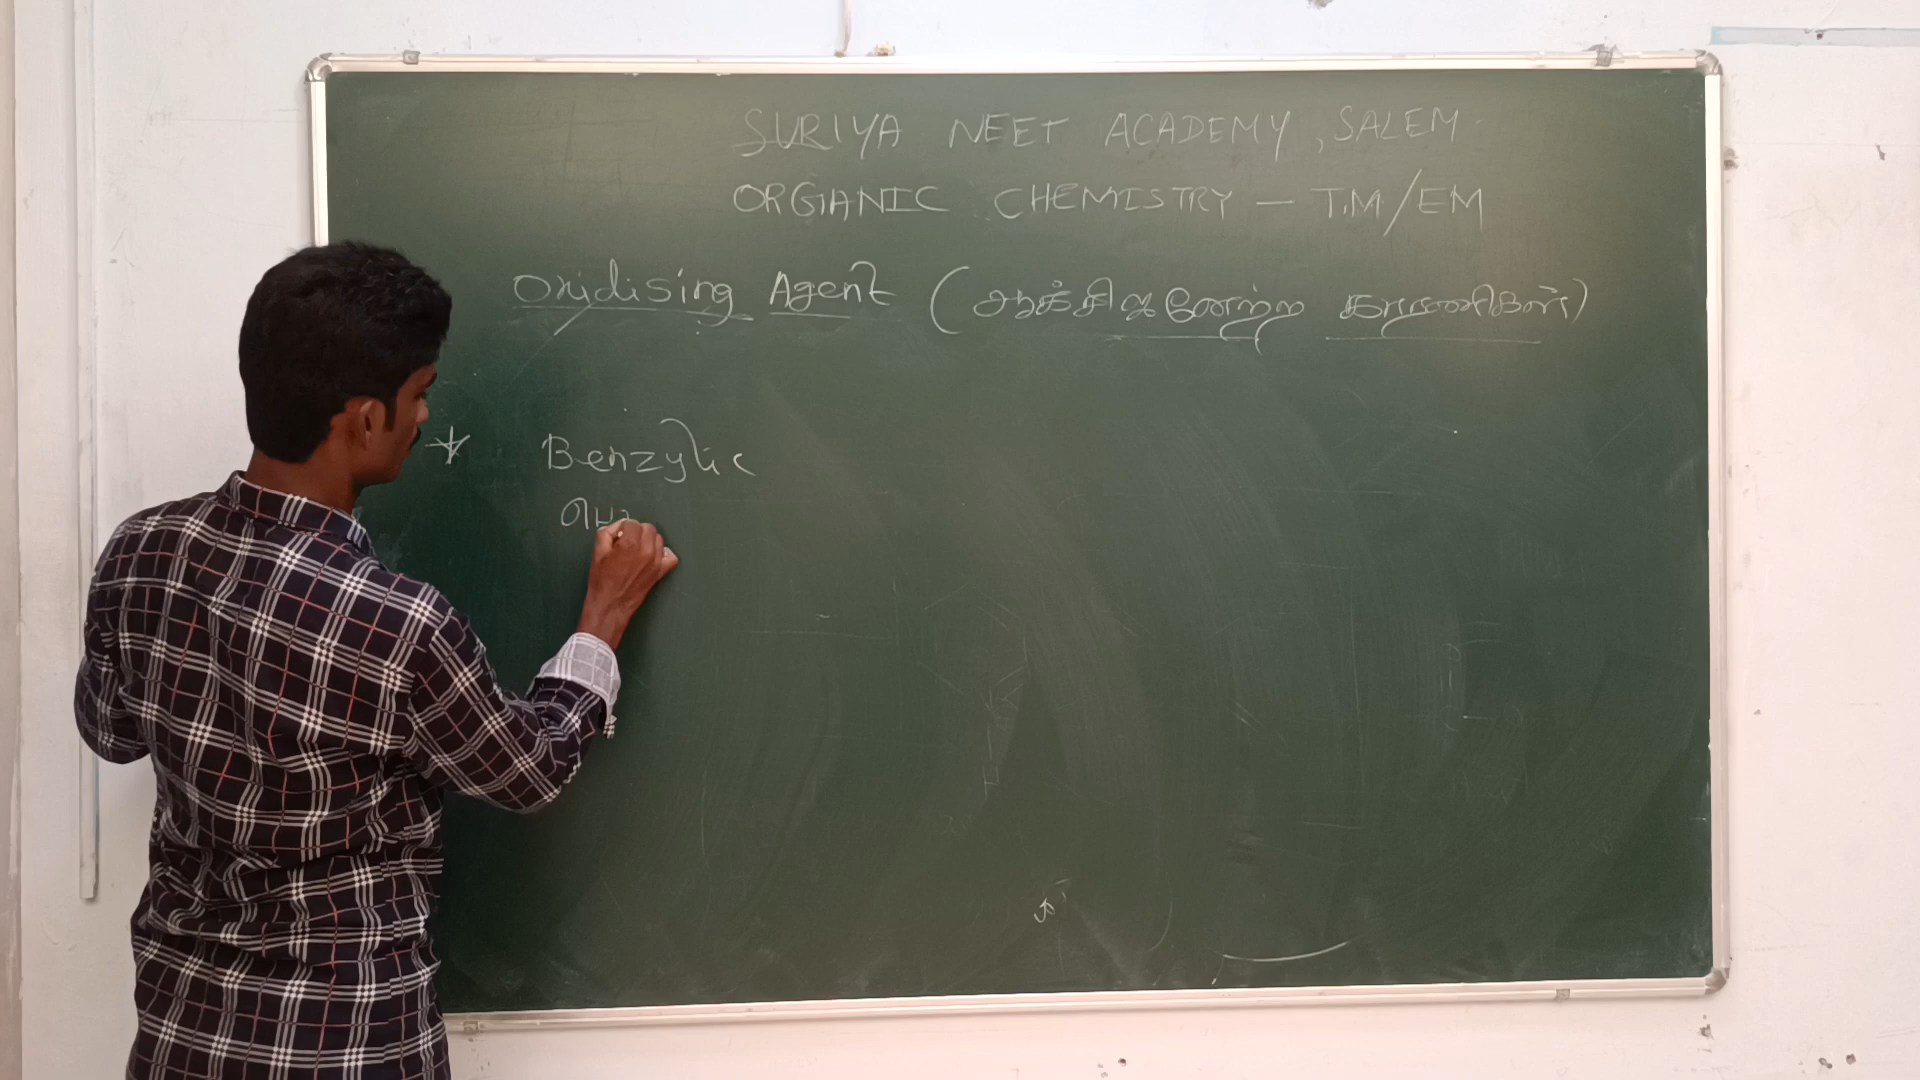 SURIYA NEET ACADEMY, SALEM.
ORGANIC CHEMISTRY - T.M/EM
Oxidising Agent (ஆக்சிஜனேற்ற காரணிகள்)
* Benzylic
பெ